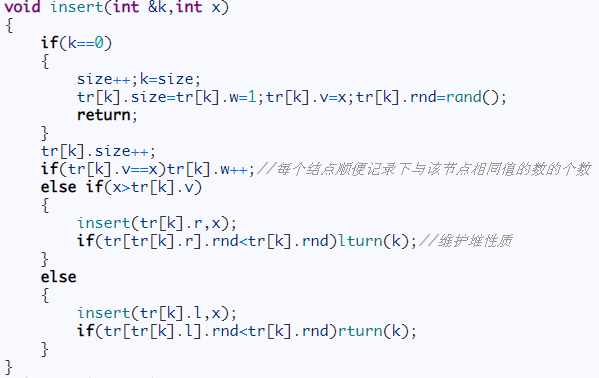 void insert(int &k,int x)
{
    if(k==0)
    {
        size++;k=size;
        tr[k].size=tr[k].w=1;tr[k].v=x;tr[k].rnd=rand();
        return;
    }
    tr[k].size++;
    if(tr[k].v==x)tr[k].w++;//每个结点顺便记录下与该节点相同值的数的个数
    else if(x>tr[k].v)
    {
        insert(tr[k].r,x);
        if(tr[tr[k].r].rnd<tr[k].rnd)lturn(k);//维护堆性质
    }
    else
    {
        insert(tr[k].l,x);
        if(tr[tr[k].l].rnd<tr[k].rnd)rturn(k);
    }
}